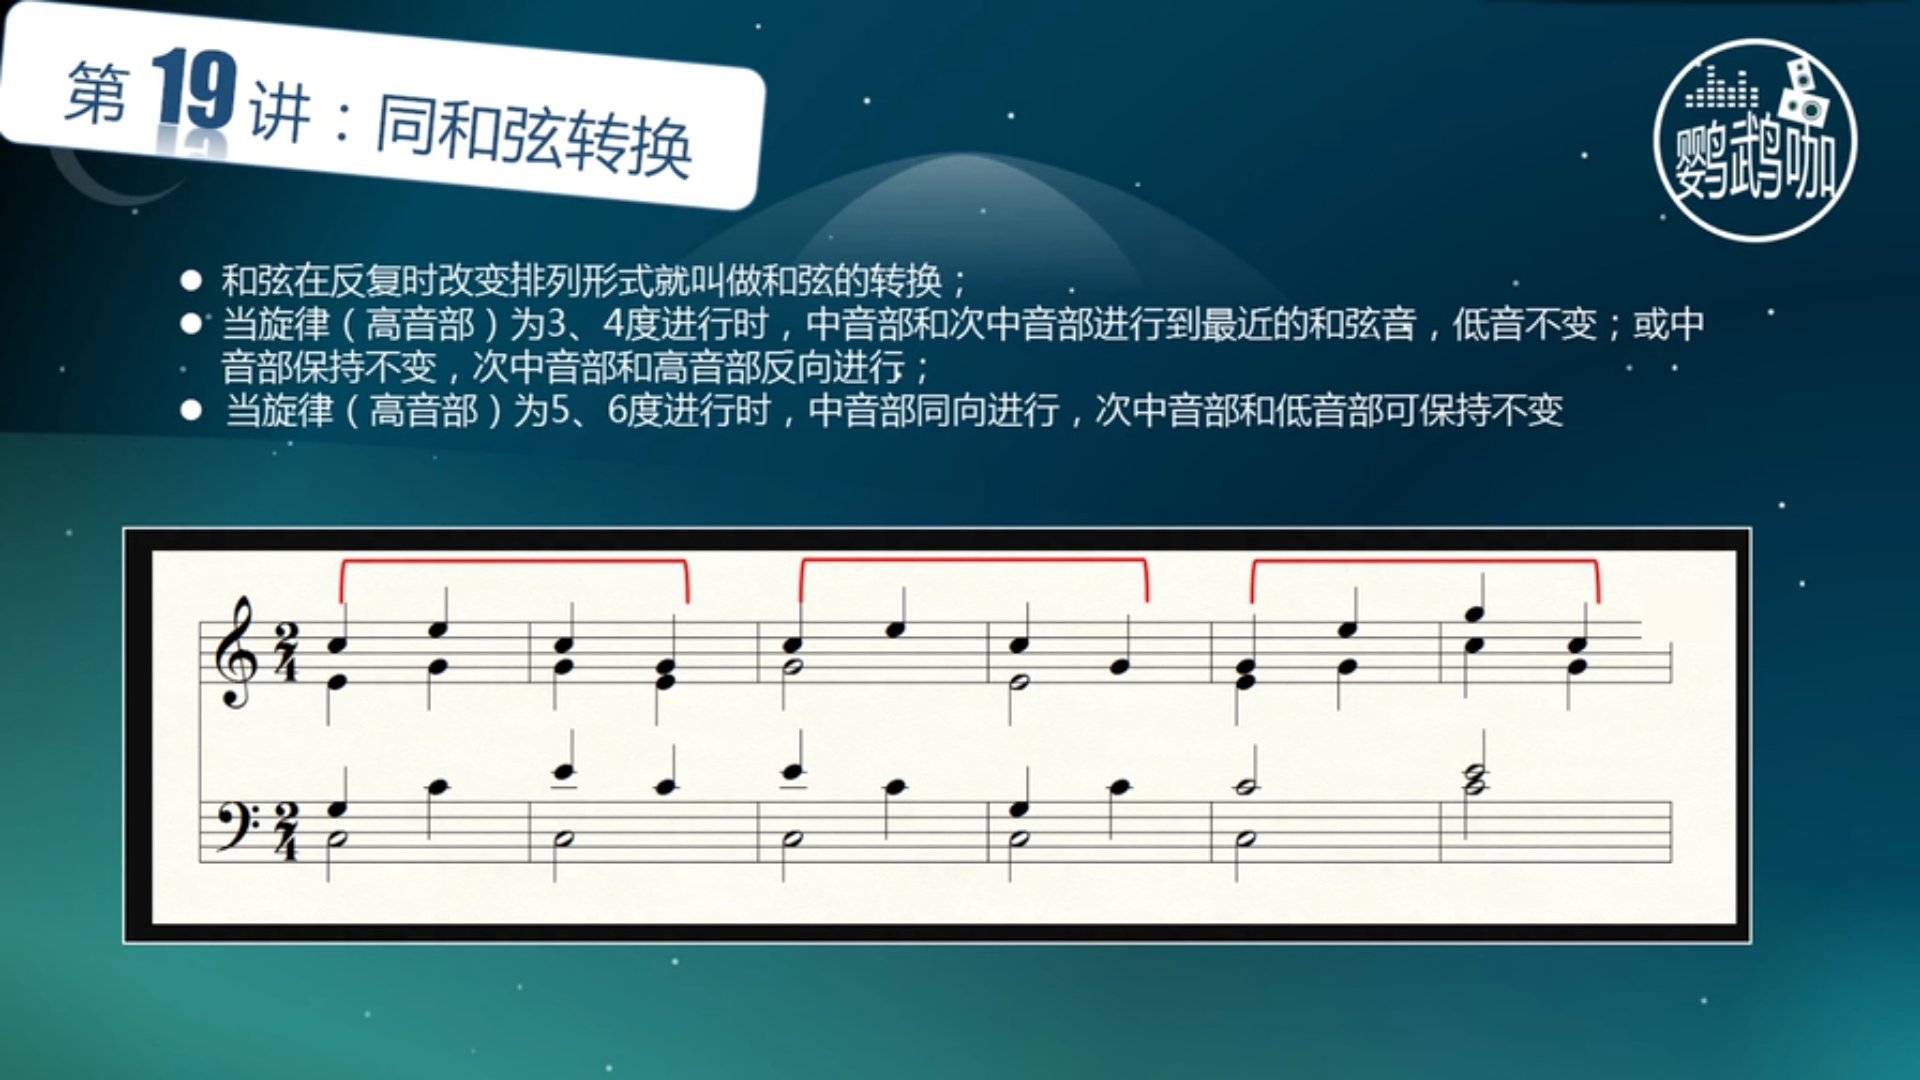 第19讲：同和弦转换
鹦鹉咖
● 和弦在反复时改变排列形式就叫做和弦的转换；
● 当旋律（高音部）为3、4度进行时，中音部和次中音部进行到最近的和弦音，低音不变；或中
音部保持不变，次中音部和高音部反向进行；
● 当旋律（高音部）为5、6度进行时，中音部同向进行，次中音部和低音部可保持不变
2
4
2
4